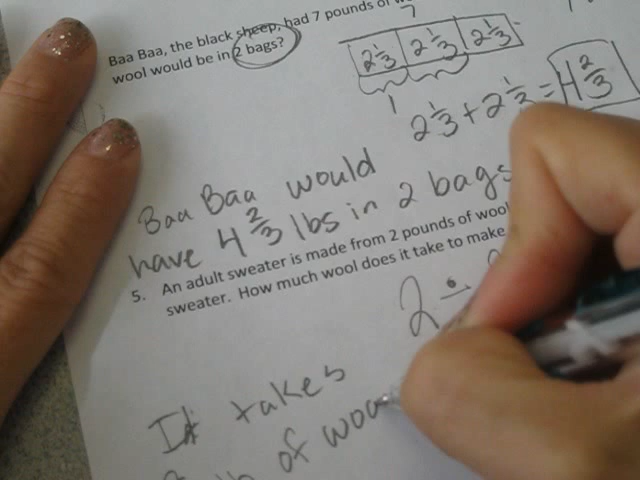 Baa Baa, the black sheep, had 7 pounds of
wool would be in 2 bags?
7
2 1/3 2 1/3 2 1/3
1
2 1/3 + 2 1/3 = 4 2/3
Baa Baa would
have 4 2/3 lbs in 2 bags
5. An adult sweater is made from 2 pounds of wool
sweater. How much wool does it take to make
2 ÷
It takes
of woo